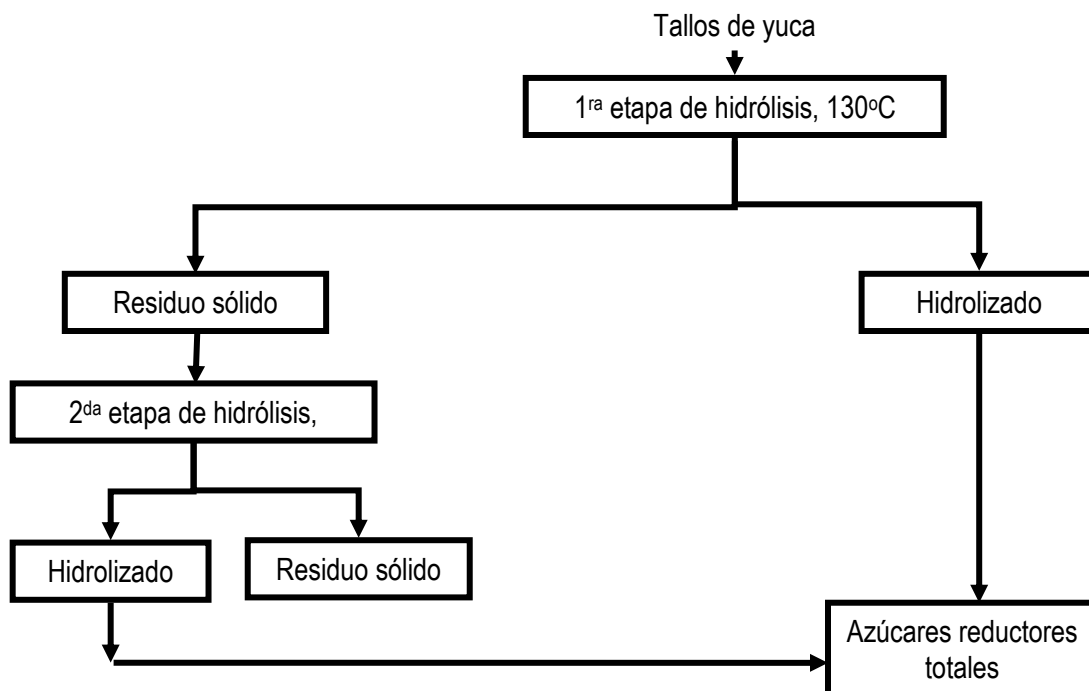 Tallos de yuca
1ra etapa de hidrólisis, 130oC
Residuo sólido
Hidrolizado
2da etapa de hidrólisis,
Hidrolizado
Residuo sólido
Azúcares reductores
totales